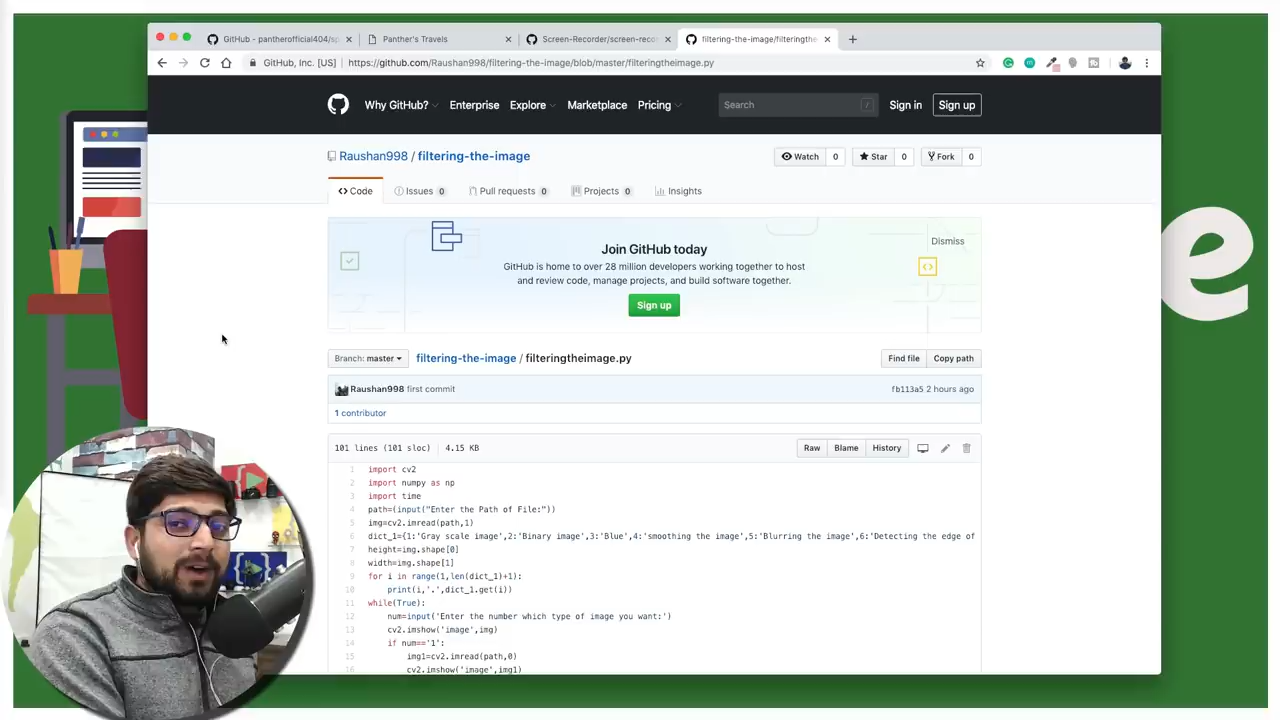 GitHub - pantherofficial404/sp
Panther's Travels
Screen-Recorder/screen-recor
filtering-the-image/filteringthe
GitHub, Inc. [US]
https://github.com/Raushan998/filtering-the-image/blob/master/filteringtheimage.py
Why GitHub?
Enterprise
Explore
Marketplace
Pricing
Search
/
Sign in
Sign up
Raushan998 / filtering-the-image
Watch 0
Star 0
Fork 0
Code
Issues 0
Pull requests 0
Projects 0
Insights
Join GitHub today
Dismiss
GitHub is home to over 28 million developers working together to host
and review code, manage projects, and build software together.
Sign up
Branch: master
filtering-the-image / filteringtheimage.py
Find file
Copy path
Raushan998 first commit
fb113a5 2 hours ago
1 contributor
101 lines (101 sloc) 4.15 KB
Raw
Blame
History
1 import cv2
2 import numpy as np
3 import time
4 path=(input("Enter the Path of File:"))
5 img=cv2.imread(path,1)
6 dict_1={1:'Gray scale image',2:'Binary image',3:'Blue',4:'smoothing the image',5:'Blurring the image',6:'Detecting the edge of
7 height=img.shape[0]
8 width=img.shape[1]
9 for i in range(1,len(dict_1)+1):
10 print(i,'.',dict_1.get(i))
11 while(True):
12 num=input('Enter the number which type of image you want:')
13 cv2.imshow('image',img)
14 if num=='1':
15 img1=cv2.imread(path,0)
16 cv2.imshow('image',img1)
e